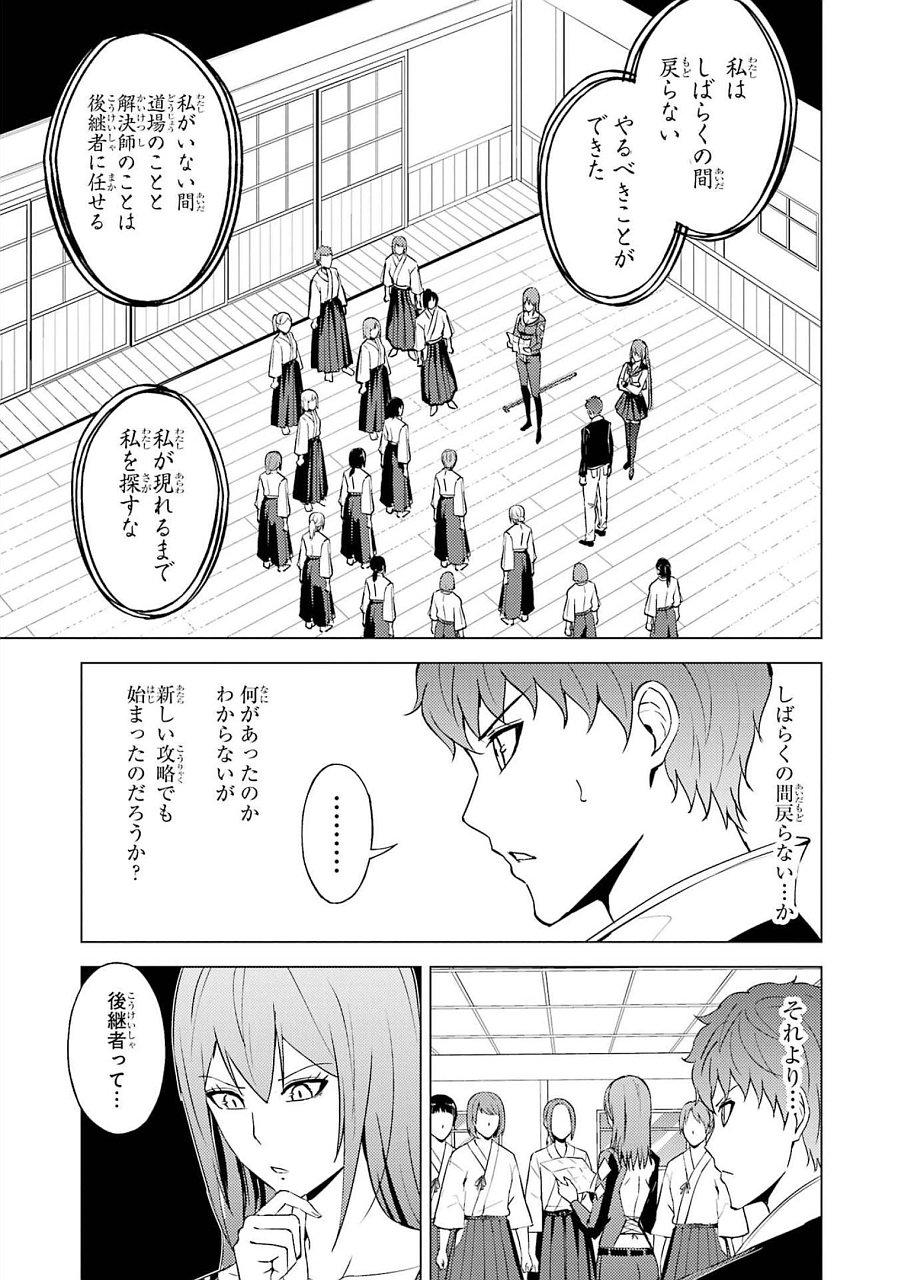 私は
しばらくの間
戻らない
やるべきことが
できた
私がいない間
道場のことと
解決師のことは
後継者に任せる
私が現れるまで
私を探すな
しばらくの間戻らない…か
………
何があったのか
わからないが
新しい攻略でも
始まったのだろうか?
それより…
後継者って…